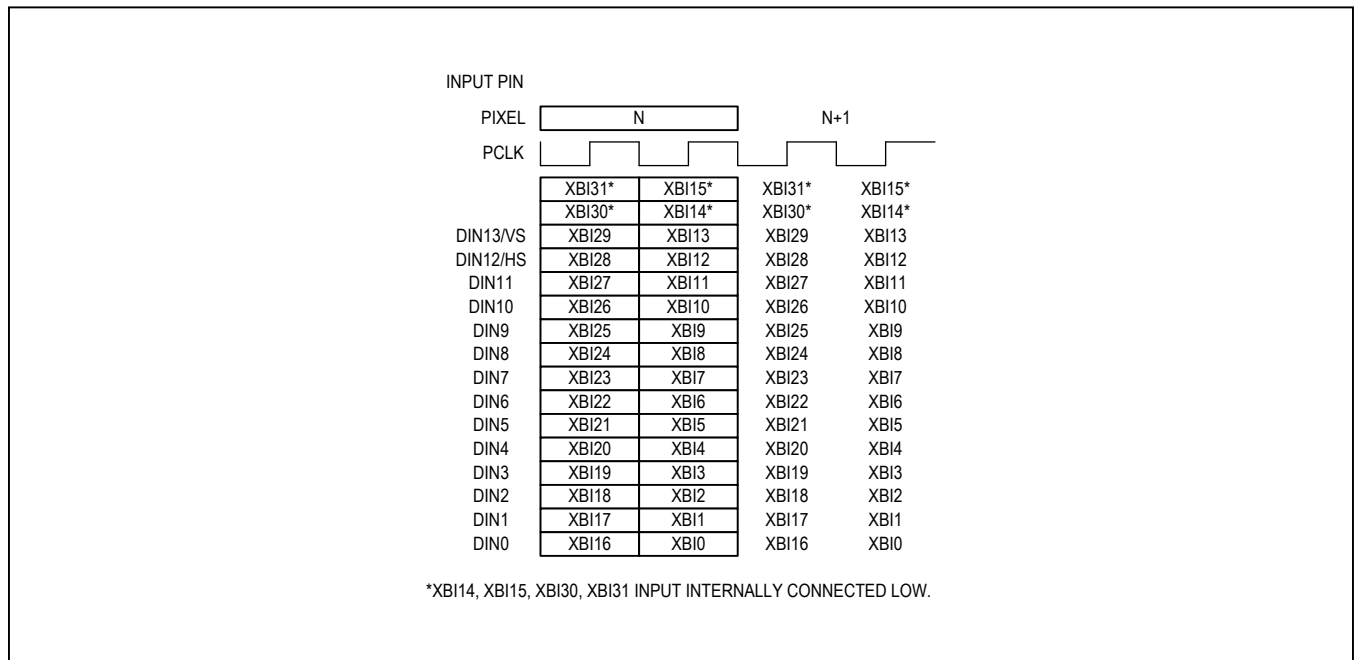 INPUT PIN
PIXEL N N+1
PCLK
XBI31* XBI15* XBI31* XBI15*
XBI30* XBI14* XBI30* XBI14*
DIN13/VS XBI29 XBI13 XBI29 XBI13
DIN12/HS XBI28 XBI12 XBI28 XBI12
DIN11 XBI27 XBI11 XBI27 XBI11
DIN10 XBI26 XBI10 XBI26 XBI10
DIN9 XBI25 XBI9 XBI25 XBI9
DIN8 XBI24 XBI8 XBI24 XBI8
DIN7 XBI23 XBI7 XBI23 XBI7
DIN6 XBI22 XBI6 XBI22 XBI6
DIN5 XBI21 XBI5 XBI21 XBI5
DIN4 XBI20 XBI4 XBI20 XBI4
DIN3 XBI19 XBI3 XBI19 XBI3
DIN2 XBI18 XBI2 XBI18 XBI2
DIN1 XBI17 XBI1 XBI17 XBI1
DIN0 XBI16 XBI0 XBI16 XBI0
*XBI14, XBI15, XBI30, XBI31 INPUT INTERNALLY CONNECTED LOW.